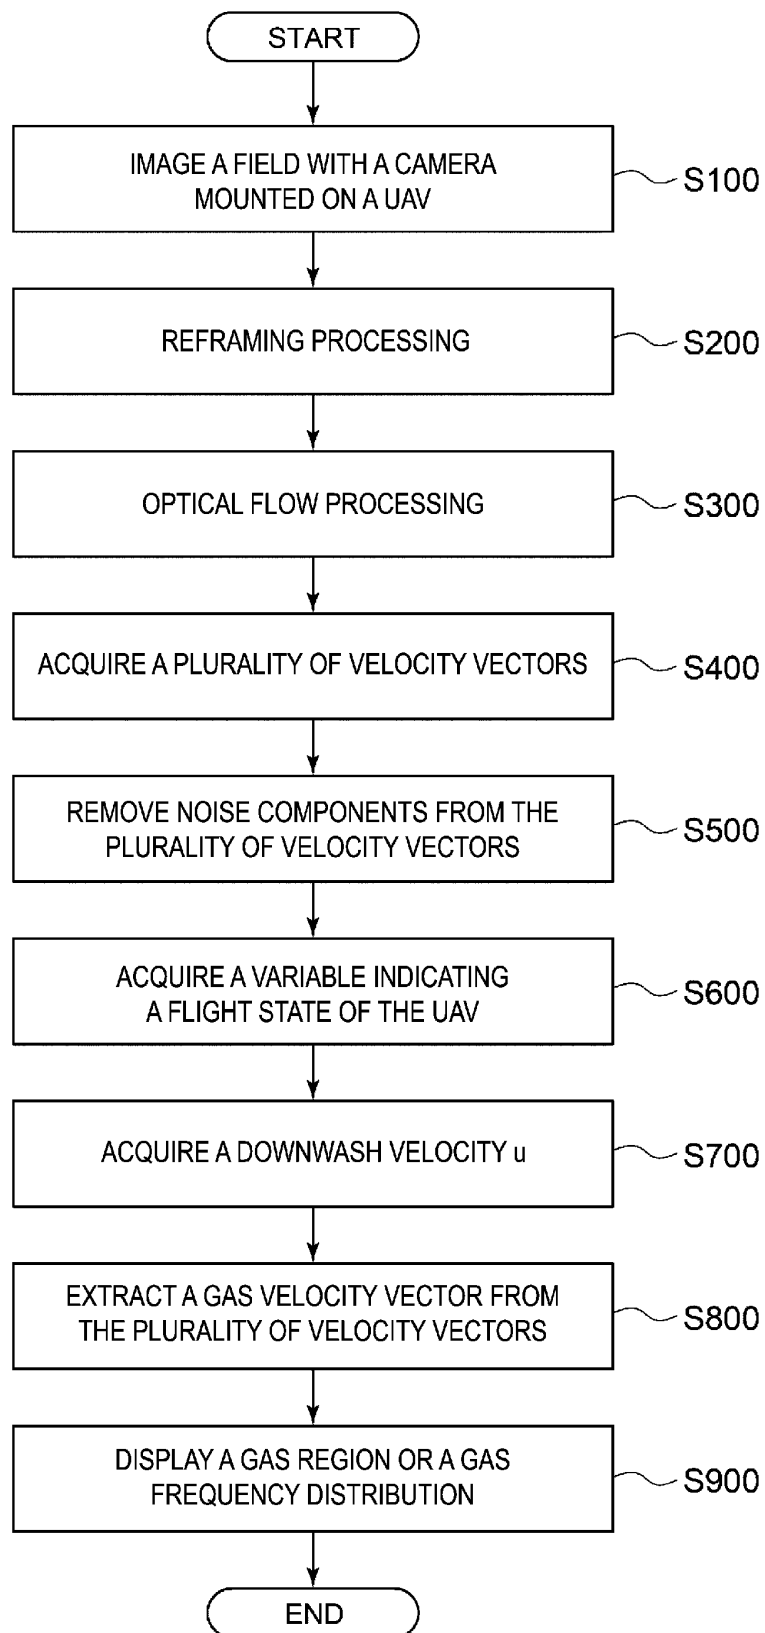 START
IMAGE A FIELD WITH A CAMERA
MOUNTED ON A UAV
S100
REFRAMING PROCESSING
S200
OPTICAL FLOW PROCESSING
S300
ACQUIRE A PLURALITY OF VELOCITY VECTORS
S400
REMOVE NOISE COMPONENTS FROM THE
PLURALITY OF VELOCITY VECTORS
S500
ACQUIRE A VARIABLE INDICATING
A FLIGHT STATE OF THE UAV
S600
ACQUIRE A DOWNWASH VELOCITY u
S700
EXTRACT A GAS VELOCITY VECTOR FROM
THE PLURALITY OF VELOCITY VECTORS
S800
DISPLAY A GAS REGION OR A GAS
FREQUENCY DISTRIBUTION
S900
END